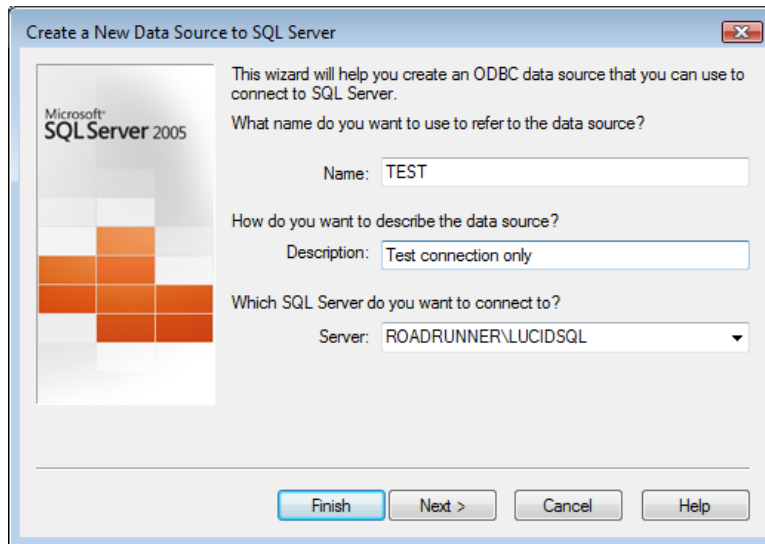 Create a New Data Source to SQL Server
Microsoft
SQL Server 2005
This wizard will help you create an ODBC data source that you can use to
connect to SQL Server.
What name do you want to use to refer to the data source?
Name: TEST
How do you want to describe the data source?
Description: Test connection only
Which SQL Server do you want to connect to?
Server: ROADRUNNER\LUCIDSQL
Finish Next > Cancel Help